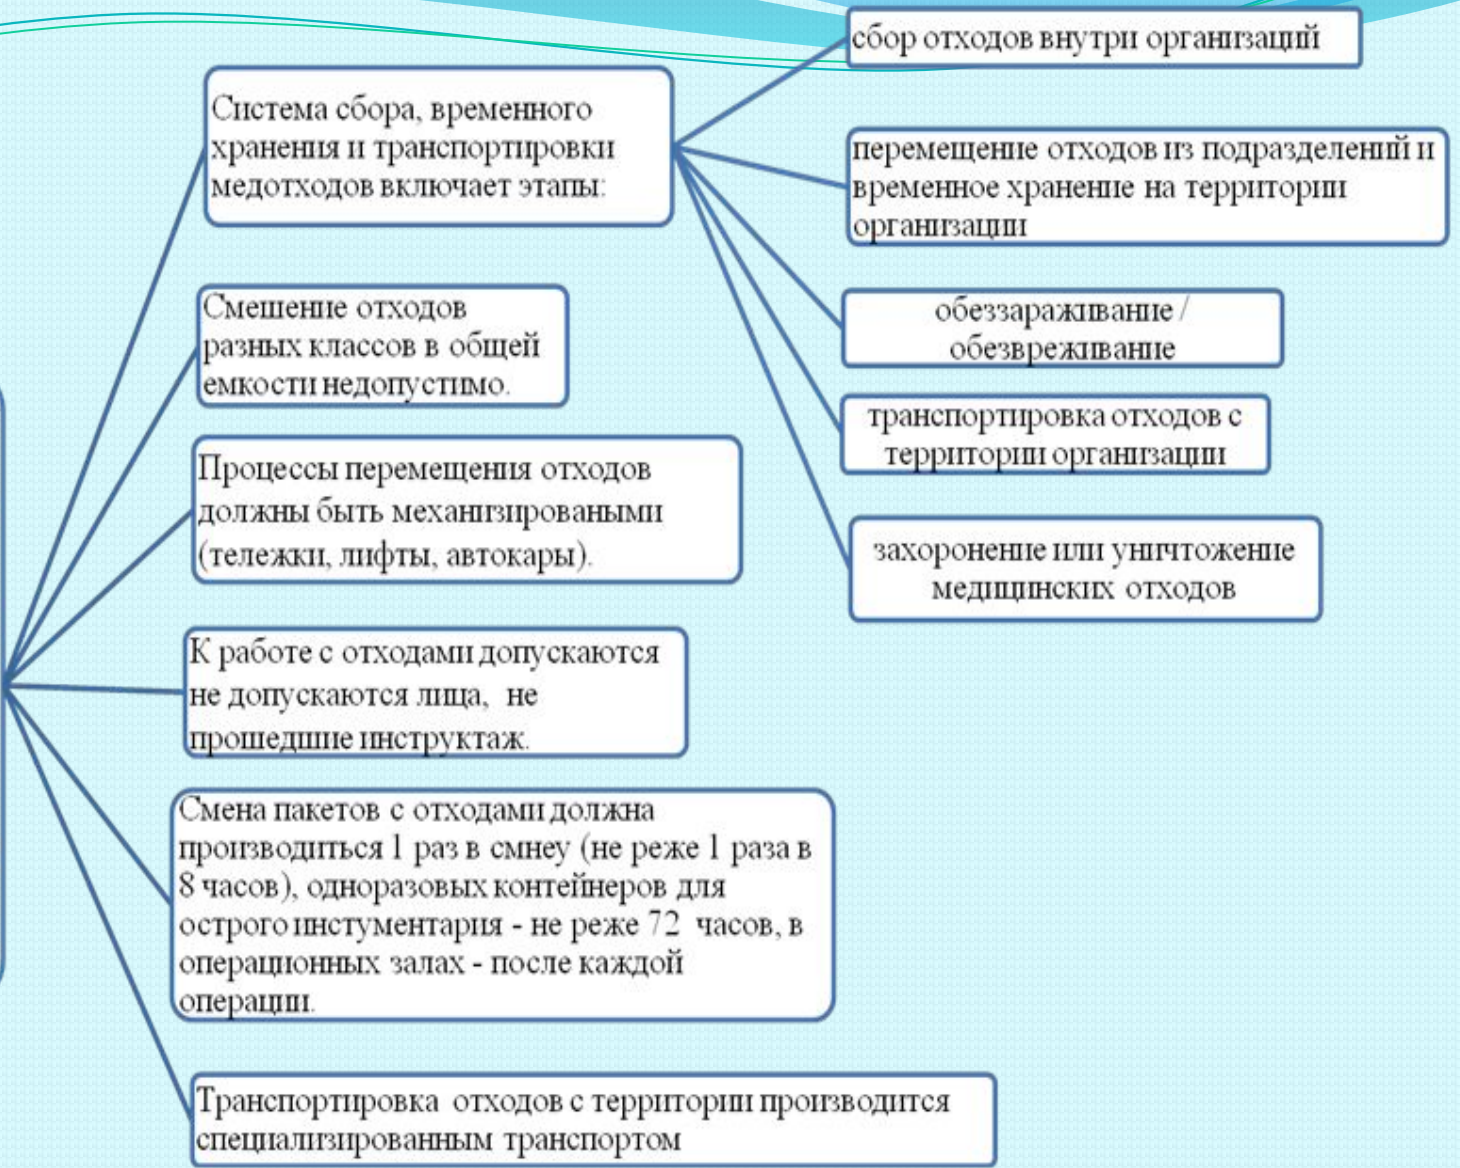 Система сбора, временного
хранения и транспортировки
медотходов включает этапы:
сбор отходов внутри организаций
перемещение отходов из подразделений и
временное хранение на территории
организации
обеззараживание /
обезвреживание
транспортировка отходов с
территории организации
захоронение или уничтожение
медицинских отходов
Смешение отходов
разных классов в общей
емкости недопустимо.
Процессы перемещения отходов
должны быть механизироваными
(тележки, лифты, автокары).
К работе с отходами допускаются
не допускаются лица, не
прошедшие инструктаж.
Смена пакетов с отходами должна
производиться 1 раз в смнеу (не реже 1 раза в
8 часов), одноразовых контейнеров для
острого инстументария - не реже 72 часов, в
операционных залах - после каждой
операции.
Транспортировка отходов с территории производится
специализированным транспортом